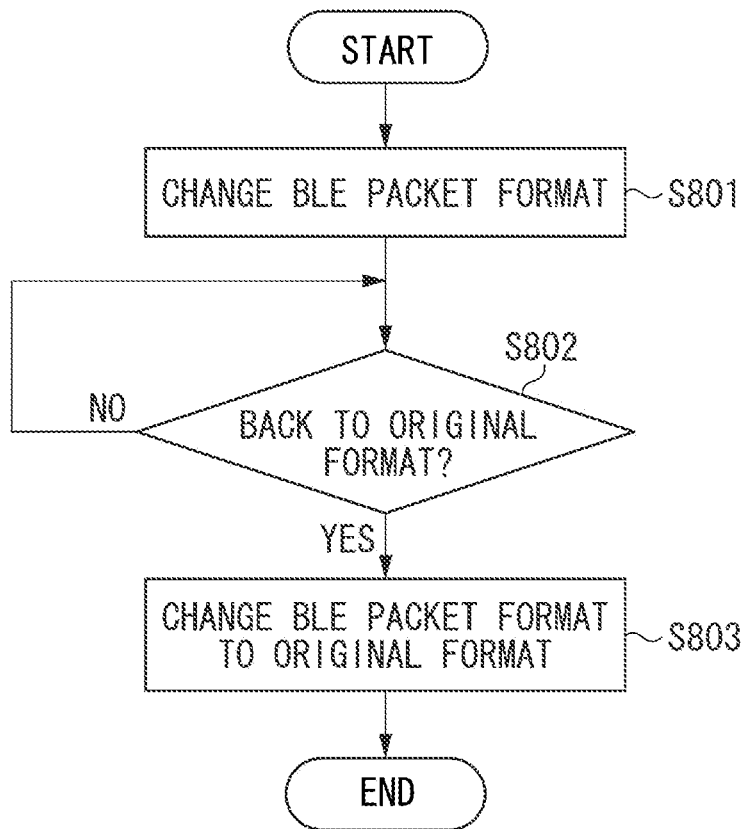 START
CHANGE BLE PACKET FORMAT
S801
S802
NO
BACK TO ORIGINAL
FORMAT?
YES
CHANGE BLE PACKET FORMAT
TO ORIGINAL FORMAT
S803
END